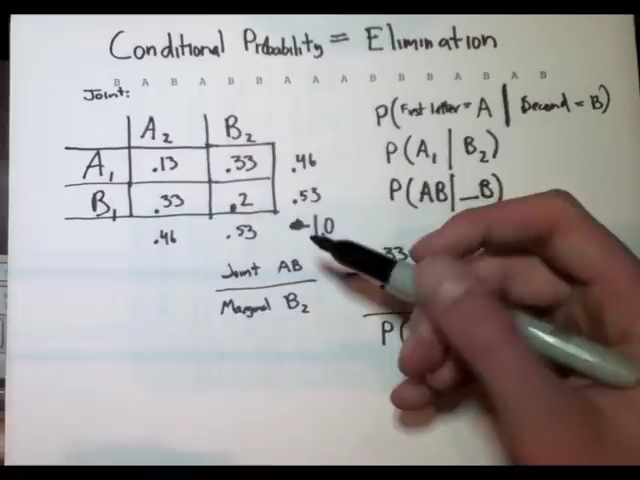 Conditional Probability = Elimination
B A B A B B A A A B B B A B A B
Joint:
P(First letter = A | Second = B)
A2 B2
P(A1 | B2)
A1 .13 .33 .46
P(AB|_B)
B1 .33 .2 .53
.46 .53 1.0
.33
Joint AB
Marginal B2
P(